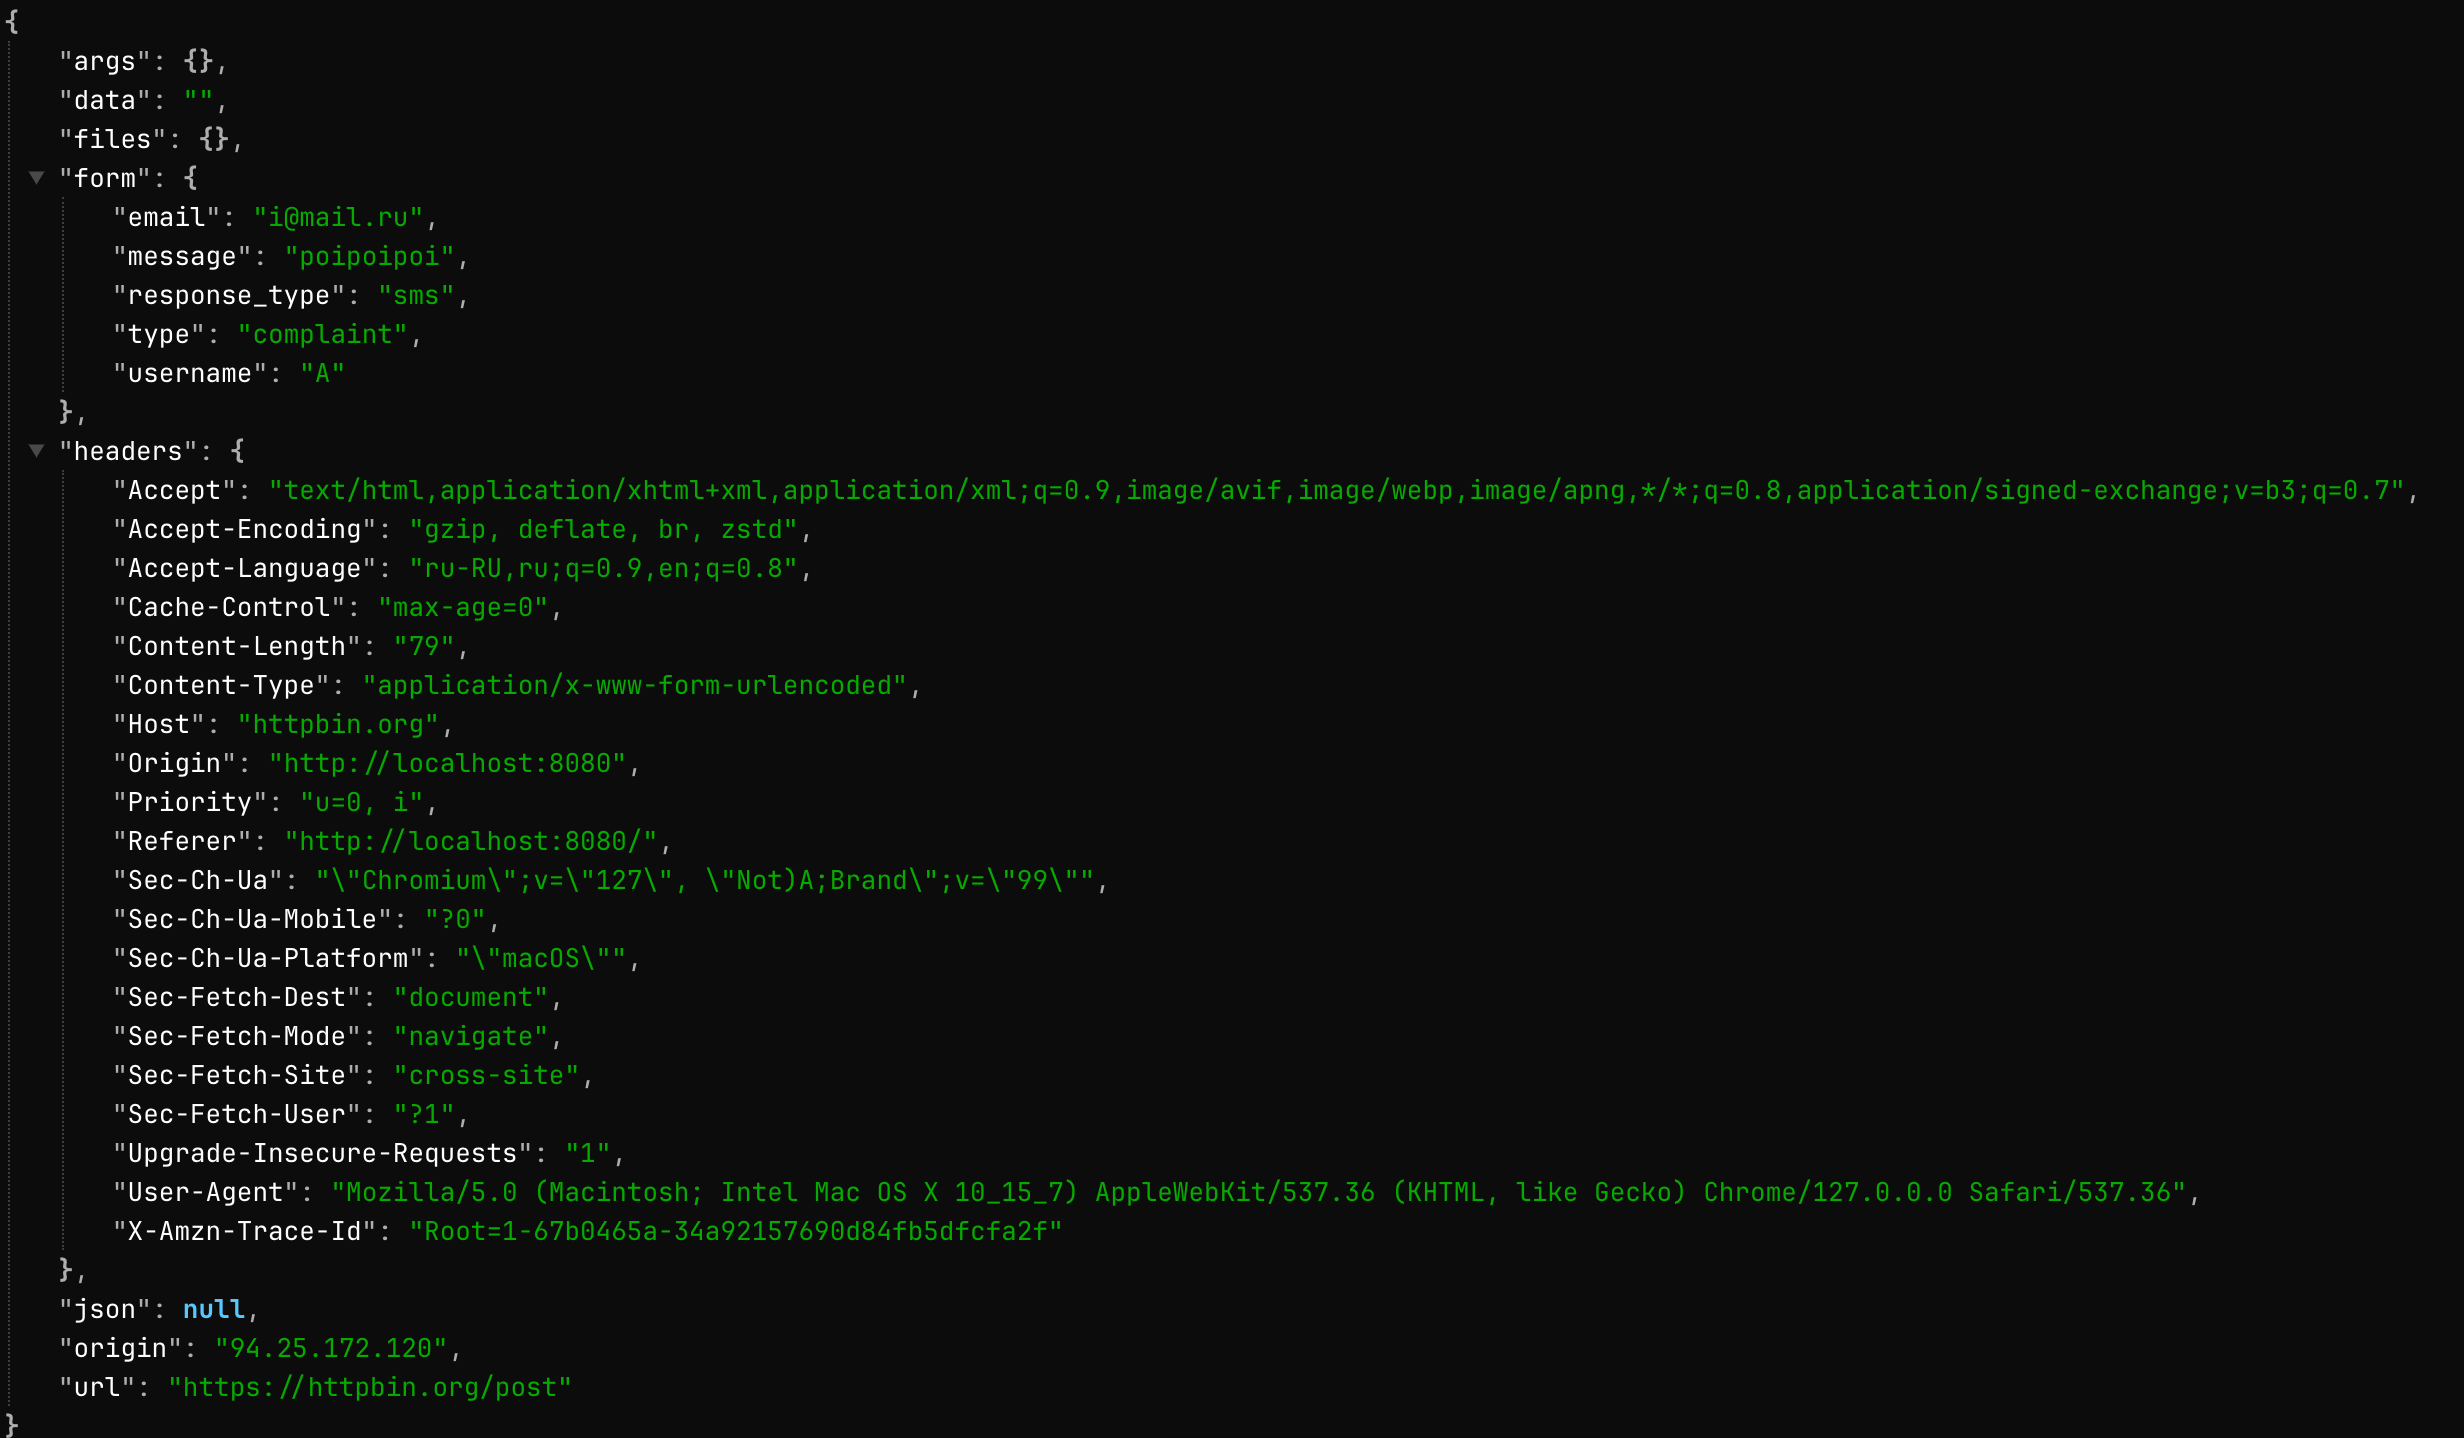 {
"args": {},
"data": "",
"files": {},
"form": {
"email": "i@mail.ru",
"message": "poipoipoi",
"response_type": "sms",
"type": "complaint",
"username": "A"
},
"headers": {
"Accept": "text/html,application/xhtml+xml,application/xml;q=0.9,image/avif,image/webp,image/apng,*/*;q=0.8,application/signed-exchange;v=b3;q=0.7",
"Accept-Encoding": "gzip, deflate, br, zstd",
"Accept-Language": "ru-RU,ru;q=0.9,en;q=0.8",
"Cache-Control": "max-age=0",
"Content-Length": "79",
"Content-Type": "application/x-www-form-urlencoded",
"Host": "httpbin.org",
"Origin": "http://localhost:8080",
"Priority": "u=0, i",
"Referer": "http://localhost:8080/",
"Sec-Ch-Ua": "\"Chromium\";v=\"127\", \"Not)A;Brand\";v=\"99\"",
"Sec-Ch-Ua-Mobile": "?0",
"Sec-Ch-Ua-Platform": "\"macOS\"",
"Sec-Fetch-Dest": "document",
"Sec-Fetch-Mode": "navigate",
"Sec-Fetch-Site": "cross-site",
"Sec-Fetch-User": "?1",
"Upgrade-Insecure-Requests": "1",
"User-Agent": "Mozilla/5.0 (Macintosh; Intel Mac OS X 10_15_7) AppleWebKit/537.36 (KHTML, like Gecko) Chrome/127.0.0.0 Safari/537.36",
"X-Amzn-Trace-Id": "Root=1-67b0465a-34a92157690d84fb5dfcfa2f"
},
"json": null,
"origin": "94.25.172.120",
"url": "https://httpbin.org/post"
}